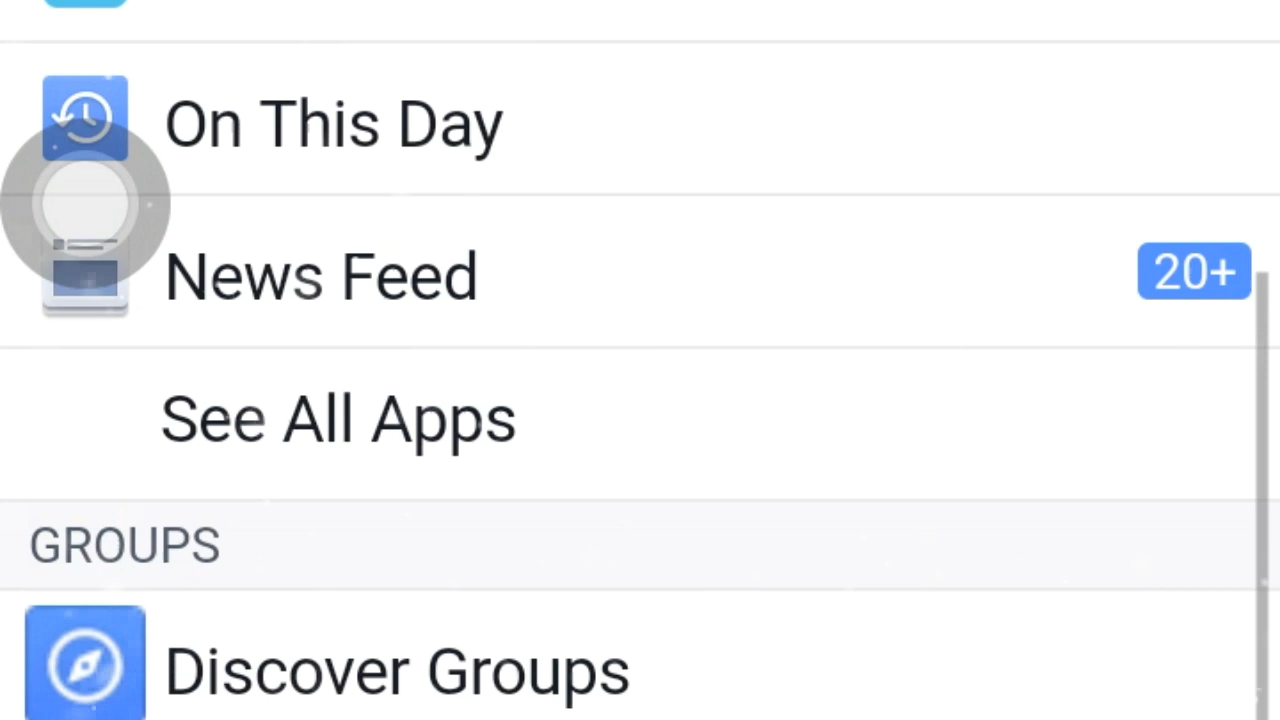 On This Day
News Feed
20+
See All Apps
GROUPS
Discover Groups